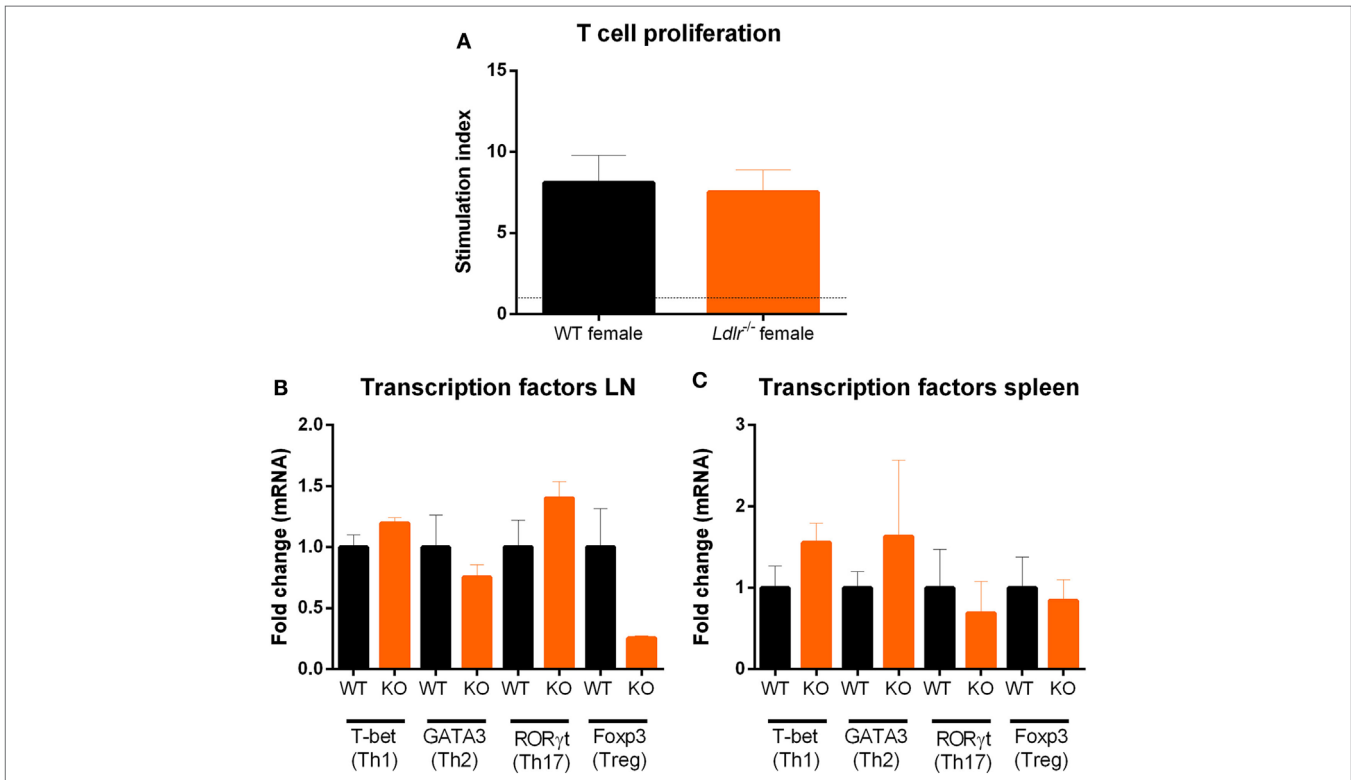 A
T cell proliferation
15
10
5
0
Stimulation index
WT female
Ldlr-/- female
B
Transcription factors LN
2.0
1.5
1.0
0.5
0.0
Fold change (mRNA)
WT KO WT KO WT KO WT KO
T-bet GATA3 RORγt Foxp3
(Th1) (Th2) (Th17) (Treg)
C
Transcription factors spleen
3
2
1
0
Fold change (mRNA)
WT KO WT KO WT KO WT KO
T-bet GATA3 RORγt Foxp3
(Th1) (Th2) (Th17) (Treg)